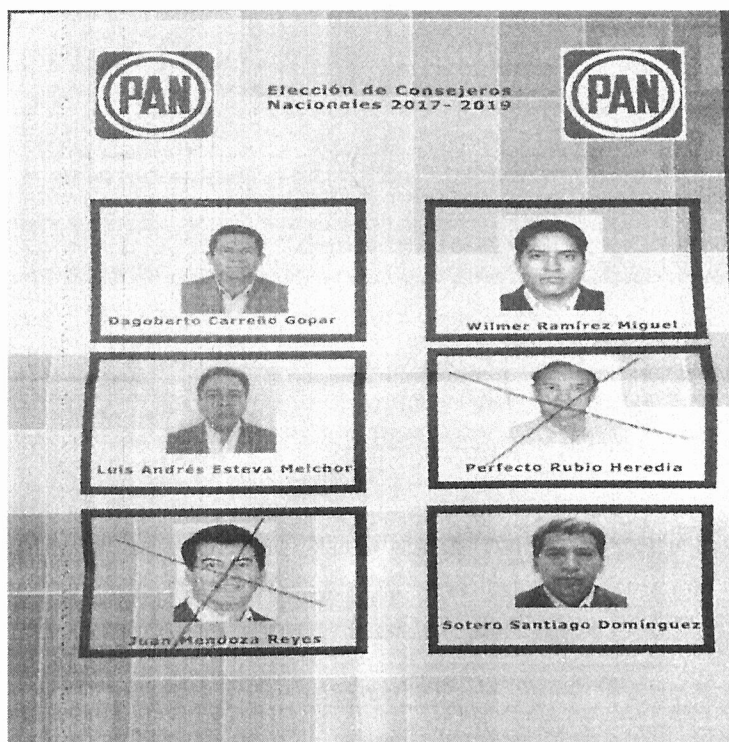 PAN
Elección de Consejeros
Nacionales 2017- 2019
PAN
Dagoberto Carreño Gopar
Wilmer Ramírez Miguel
Luis Andrés Esteva Melchor
Perfecto Rubio Heredia
Juan Mendoza Reyes
Sotero Santiago Domínguez